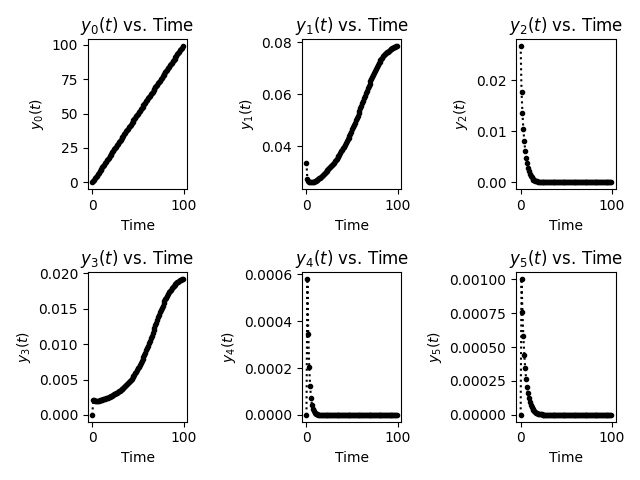 y₀(t) vs. Time
y₁(t) vs. Time
y₂(t) vs. Time
100
75
50
25
0
y₀(t)
0
100
Time
0.08
0.06
0.04
y₁(t)
0
100
Time
0.02
0.01
0.00
y₂(t)
0
100
Time
y₃(t) vs. Time
y₄(t) vs. Time
y₅(t) vs. Time
0.020
0.015
0.010
0.005
0.000
y₃(t)
0
100
Time
0.0006
0.0004
0.0002
0.0000
y₄(t)
0
100
Time
0.00100
0.00075
0.00050
0.00025
0.00000
y₅(t)
0
100
Time